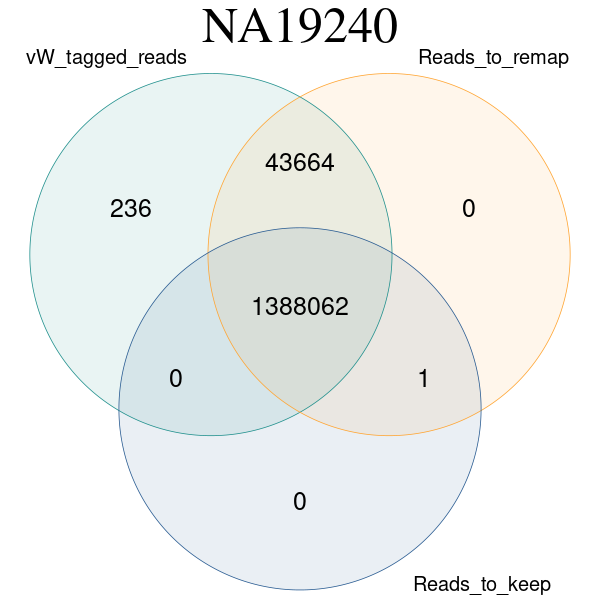 NA19240
vW_tagged_reads
Reads_to_remap
43664
236
0
1388062
0
1
0
Reads_to_keep